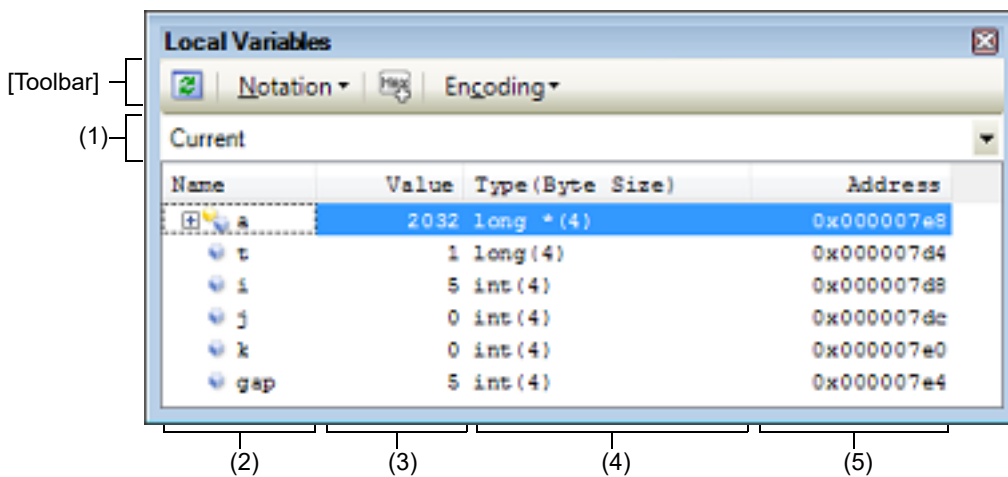 Local Variables
[Toolbar] Notation Hex Encoding
(1) Current
Name Value Type(Byte Size) Address
a 2032 long *(4) 0x000007e8
t 1 long(4) 0x000007d4
i 5 int(4) 0x000007d8
j 0 int(4) 0x000007dc
k 0 int(4) 0x000007e0
gap 5 int(4) 0x000007e4
(2) (3) (4) (5)